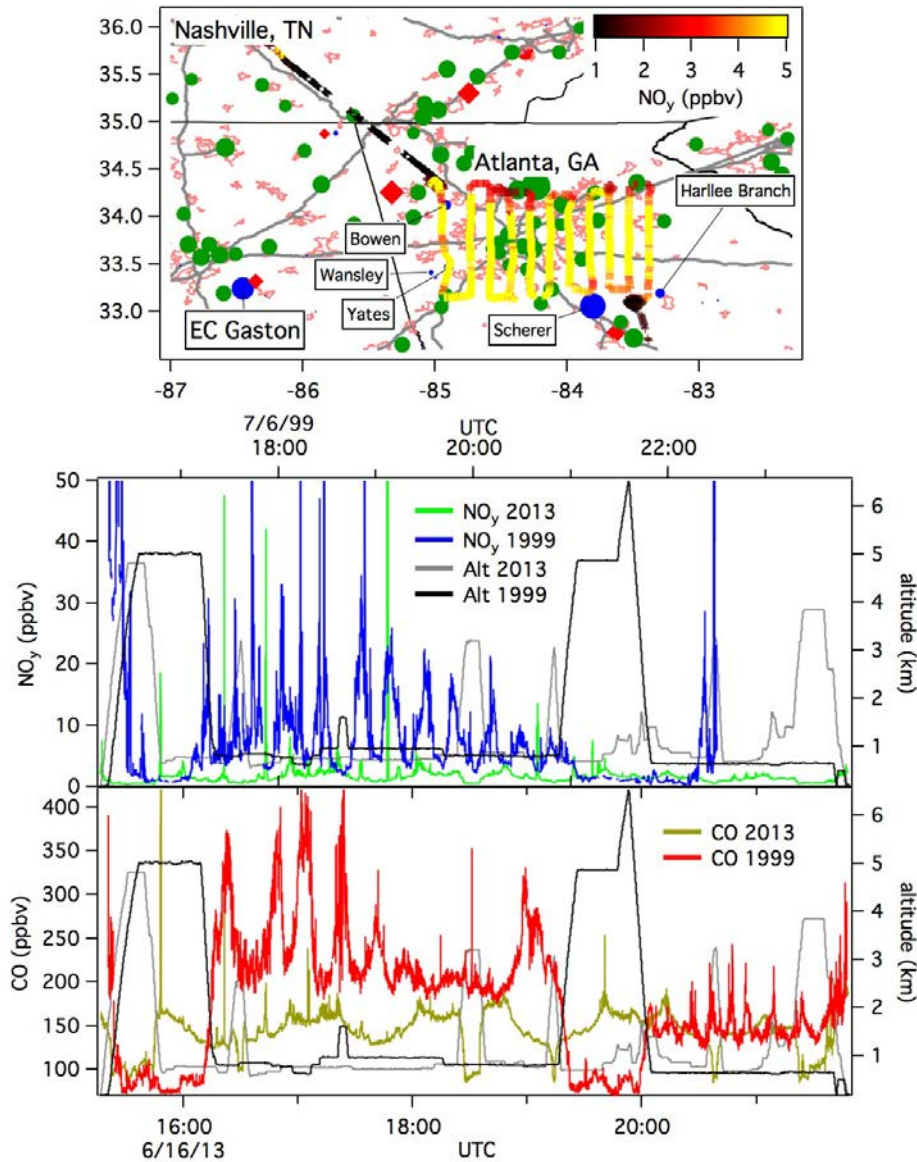 36.0
35.5
35.0
34.5
34.0
33.5
33.0
Nashville, TN
1 2 3 4 5
NOy (ppbv)
Atlanta, GA
Harllee Branch
Bowen
Wansley
Yates
EC Gaston
Scherer
-87 -86 -85 -84 -83
7/6/99 UTC
18:00 20:00 22:00
50
40
30
20
10
0
NOy (ppbv)
NOy 2013
NOy 1999
Alt 2013
Alt 1999
6
5
4
3
2
1
altitude (km)
400
350
300
250
200
150
100
CO (ppbv)
CO 2013
CO 1999
6
5
4
3
2
1
altitude (km)
16:00 18:00 20:00
6/16/13 UTC